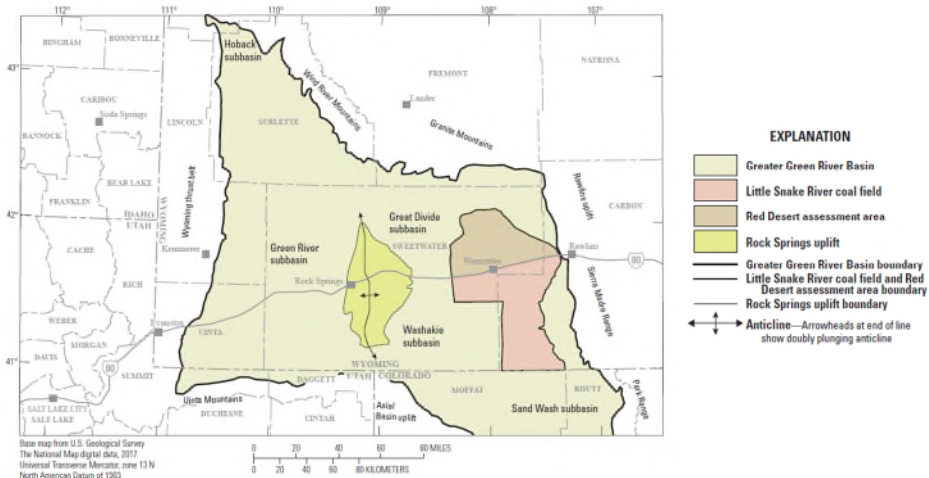 112°
111°
110°
109°
108°
107°
43°
42°
41°
BINGHAM
BONNEVILLE
Hoback
subbasin
FREMONT
NATRONA
Wind River Mountains
Lander
Granite Mountains
CARIBOU
Soda Springs
LINCOLN
SUBLETTE
BANNOCK
BEAR LAKE
Wyoming thrust belt
Rawlins uplift
CARBON
FRANKLIN
IDAHO
UTAH
WYOMING
Great Divide
subbasin
SWEETWATER
Green River
subbasin
CACHE
Kemmerer
Wamsutter
Rawlins
80
RICH
Rock Springs
Sierra Madre Range
WEBER
Evanston
UINTA
Washakie
subbasin
MORGAN
DAVIS
80
SUMMIT
WYOMING
UTAH
COLORADO
DAGGETT
MOFFAT
ROUTT
Park Range
Uinta Mountains
SALT LAKE CITY
SALT LAKE
DUCHESNE
UINTAH
Axial
Basin uplift
Sand Wash subbasin
EXPLANATION
Greater Green River Basin
Little Snake River coal field
Red Desert assessment area
Rock Springs uplift
Greater Green River Basin boundary
Little Snake River coal field and Red
Desert assessment area boundary
Rock Springs uplift boundary
Anticline—Arrowheads at end of line
show doubly plunging anticline
Base map from U.S. Geological Survey
The National Map digital data, 2017
Universal Transverse Mercator, zone 13 N
North American Datum of 1983
0 20 40 60 80 MILES
0 20 40 60 80 KILOMETERS